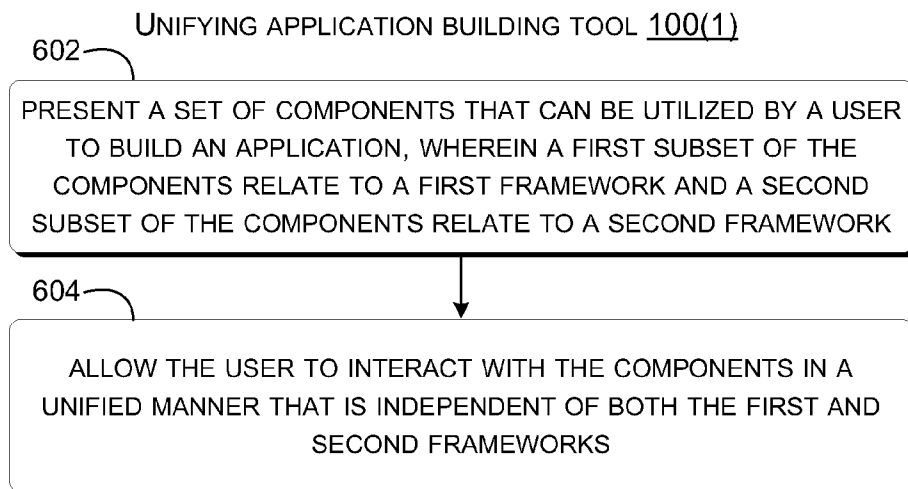 UNIFYING APPLICATION BUILDING TOOL 100(1)
602
PRESENT A SET OF COMPONENTS THAT CAN BE UTILIZED BY A USER
TO BUILD AN APPLICATION, WHEREIN A FIRST SUBSET OF THE
COMPONENTS RELATE TO A FIRST FRAMEWORK AND A SECOND
SUBSET OF THE COMPONENTS RELATE TO A SECOND FRAMEWORK
604
ALLOW THE USER TO INTERACT WITH THE COMPONENTS IN A
UNIFIED MANNER THAT IS INDEPENDENT OF BOTH THE FIRST AND
SECOND FRAMEWORKS